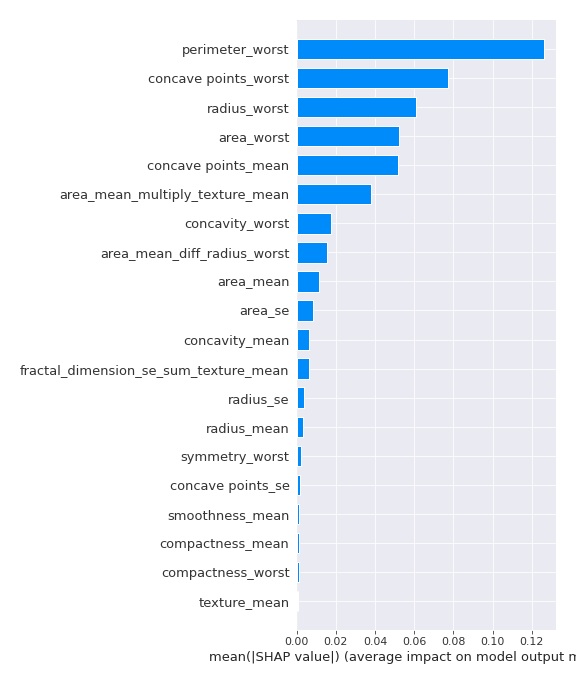 perimeter_worst
concave points_worst
radius_worst
area_worst
concave points_mean
area_mean_multiply_texture_mean
concavity_worst
area_mean_diff_radius_worst
area_mean
area_se
concavity_mean
fractal_dimension_se_sum_texture_mean
radius_se
radius_mean
symmetry_worst
concave points_se
smoothness_mean
compactness_mean
compactness_worst
texture_mean
0.00 0.02 0.04 0.06 0.08 0.10 0.12
mean(|SHAP value|) (average impact on model output m